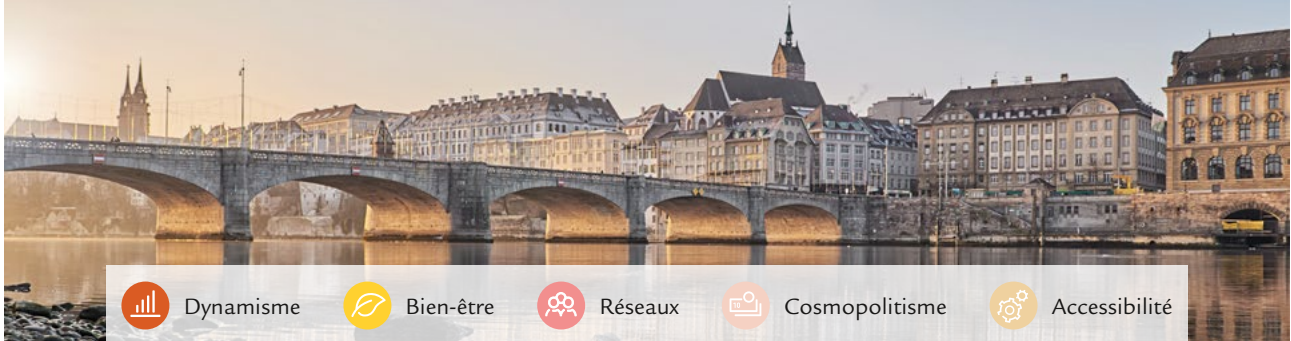 Dynamisme
Bien-être
Réseaux
Cosmopolitisme
Accessibilité